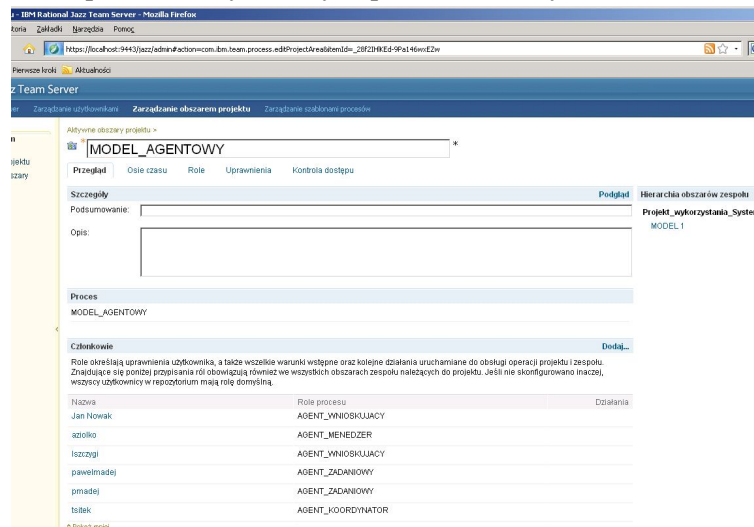 u - IBM Rational Jazz Team Server - Mozilla Firefox
toria Zakładki Narzędzia Pomoc
https://localhost:9443/jazz/admin#action=com.ibm.team.process.editProjectArea&itemId=_28f2IHlKEd-9Pa146wxEZw
Pierwsze kroki Aktualności
z Team Server
er Zarządzanie użytkownikami Zarządzanie obszarem projektu Zarządzanie szablonami procesów
Aktywne obszary projektu >
* MODEL_AGENTOWY *
ojektu
szary
Przegląd Osie czasu Role Uprawnienia Kontrola dostępu
Szczegóły Podgląd Hierarchia obszarów zespołu
Podsumowanie: Projekt_wykorzystania_Syste
MODEL 1
Opis:
Proces
MODEL_AGENTOWY
Członkowie Dodaj...
Role określają uprawnienia użytkownika, a także wszelkie warunki wstępne oraz kolejne działania uruchamiane do obsługi operacji projektu i zespołu.
Znajdujące się poniżej przypisania ról obowiązują również we wszystkich obszarach zespołu należących do projektu. Jeśli nie skonfigurowano inaczej,
wszyscy użytkownicy w repozytorium mają rolę domyślną.
Nazwa Role procesu Działania
Jan Nowak AGENT_WNIOSKUJACY
aziolko AGENT_MENEDZER
lszczygi AGENT_WNIOSKUJACY
pawelmadej AGENT_ZADANIOWY
pmadej AGENT_ZADANIOWY
tsitek AGENT_KOORDYNATOR